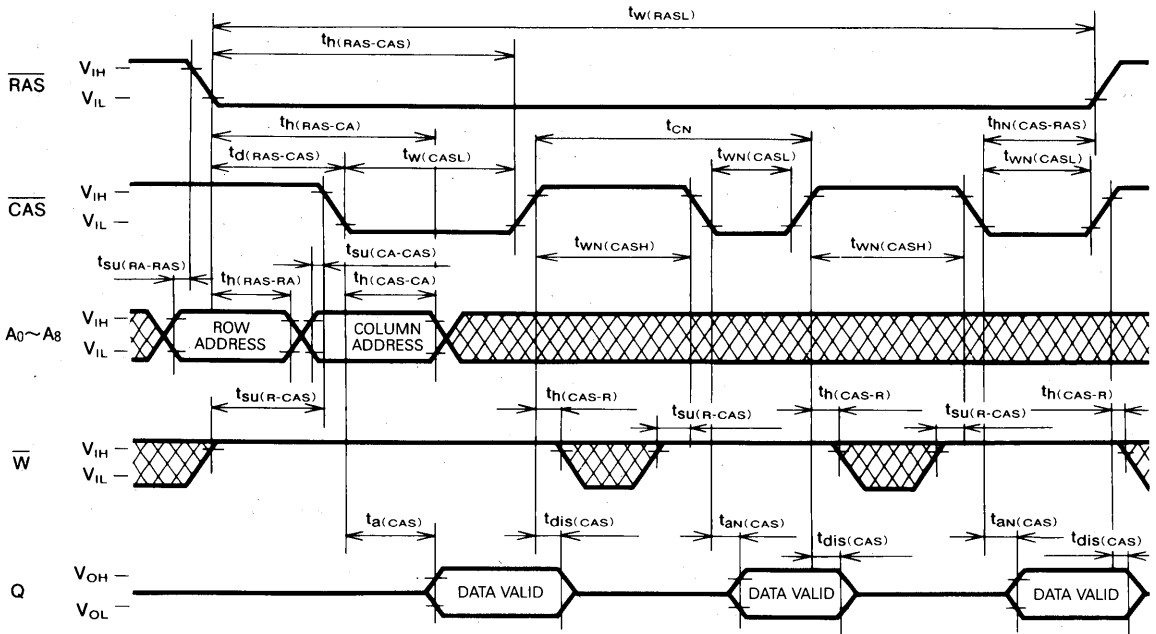 tw(RASL)
th(RAS-CAS)
RAS
VIH
VIL
th(RAS-CA)
tCN
thN(CAS-RAS)
td(RAS-CAS)
tw(CASL)
twN(CASL)
twN(CASL)
CAS
VIH
VIL
tsu(CA-CAS)
twN(CASH)
twN(CASH)
tsu(RA-RAS)
th(RAS-RA)
th(CAS-CA)
A0~A8
VIH
VIL
ROW ADDRESS
COLUMN ADDRESS
tsu(R-CAS)
th(CAS-R)
tsu(R-CAS)
th(CAS-R)
tsu(R-CAS)
th(CAS-R)
W
VIH
VIL
ta(CAS)
tdis(CAS)
taN(CAS)
tdis(CAS)
taN(CAS)
tdis(CAS)
Q
VOH
VOL
DATA VALID
DATA VALID
DATA VALID